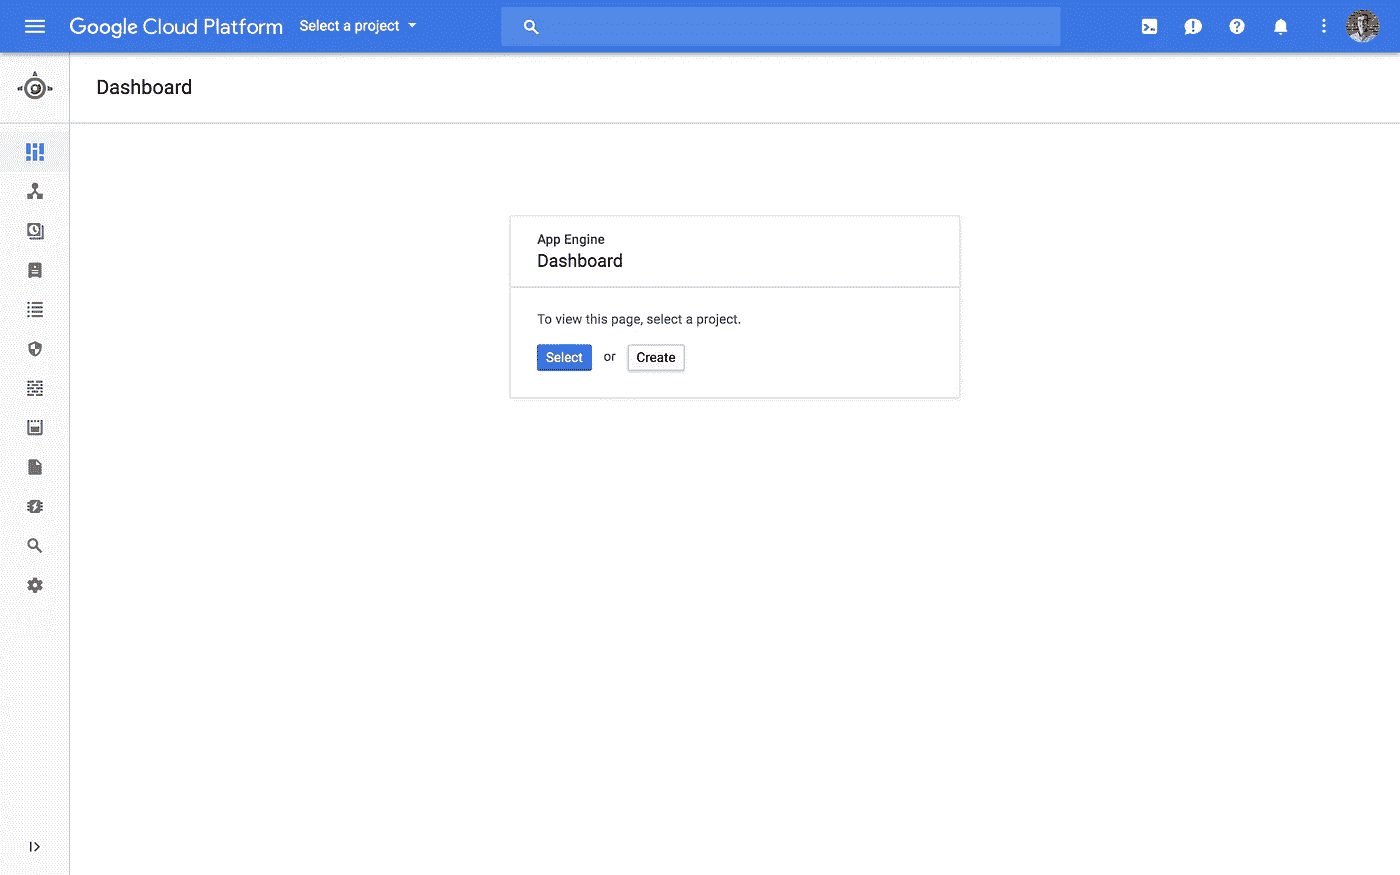 Google Cloud Platform Select a project
Dashboard
App Engine
Dashboard
To view this page, select a project.
Select or Create